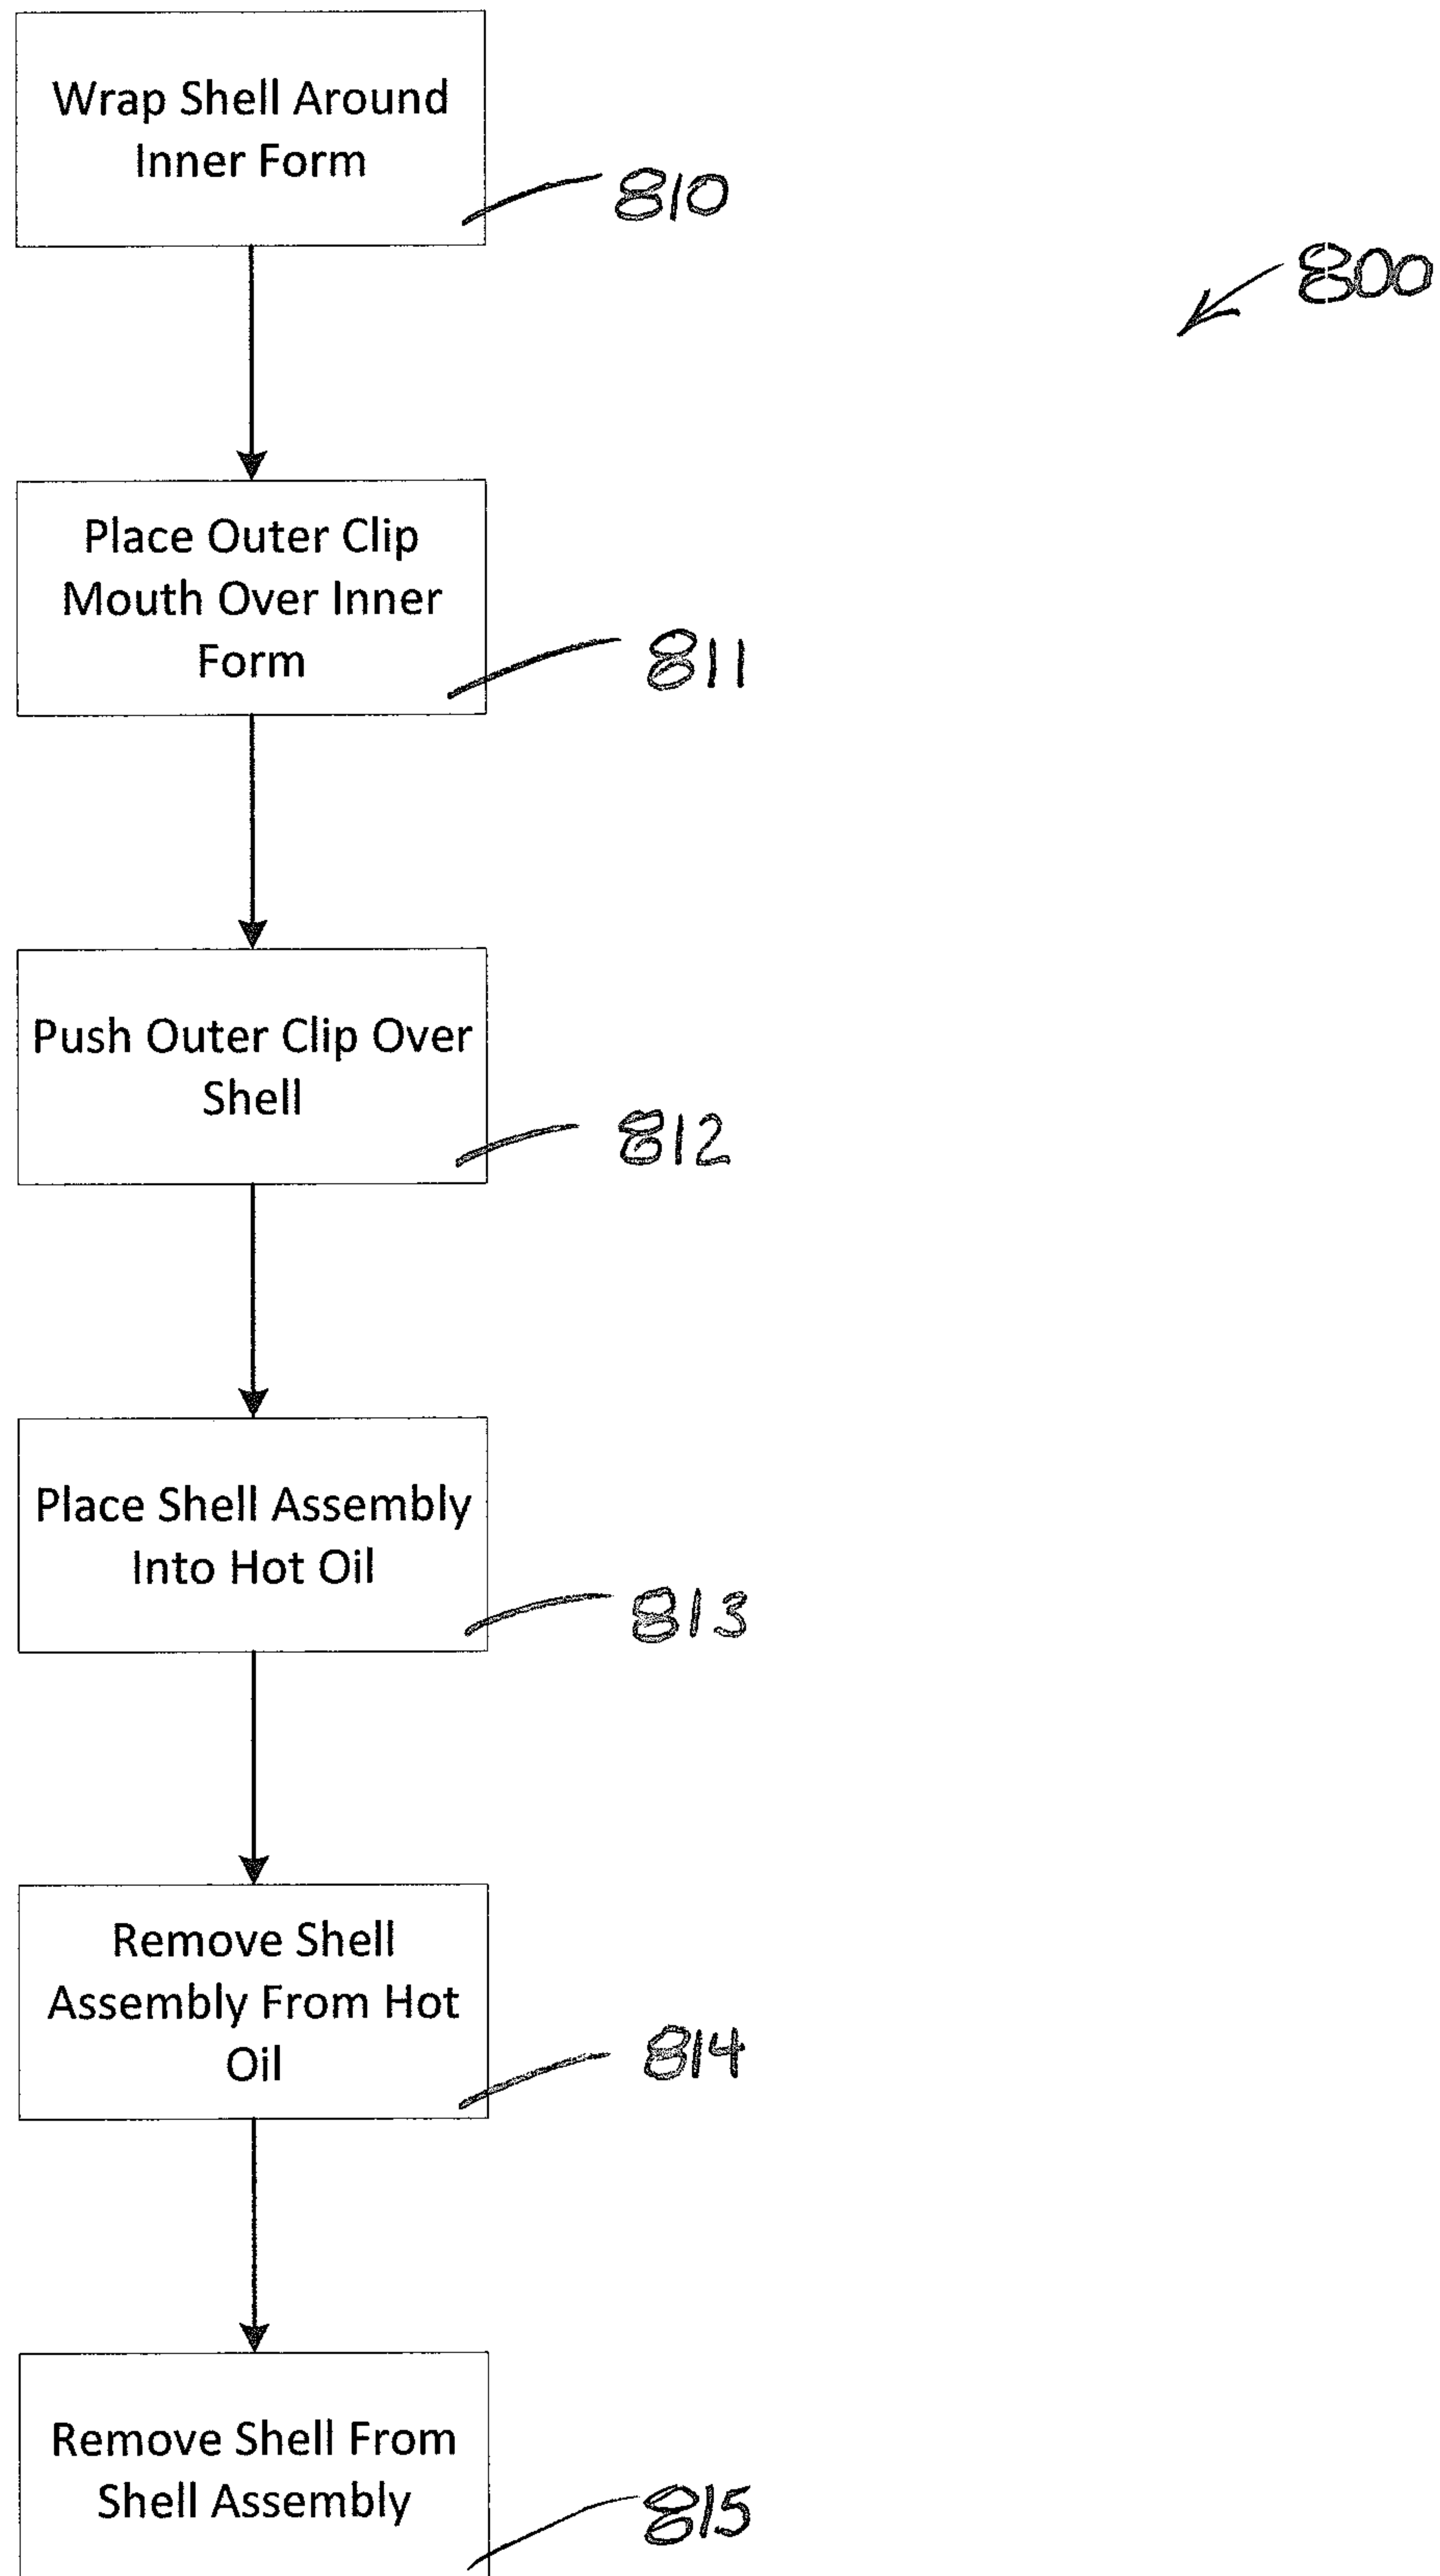 Wrap Shell Around
Inner Form
810
800
Place Outer Clip
Mouth Over Inner
Form
811
Push Outer Clip Over
Shell
812
Place Shell Assembly
Into Hot Oil
813
Remove Shell
Assembly From Hot
Oil
814
Remove Shell From
Shell Assembly
815